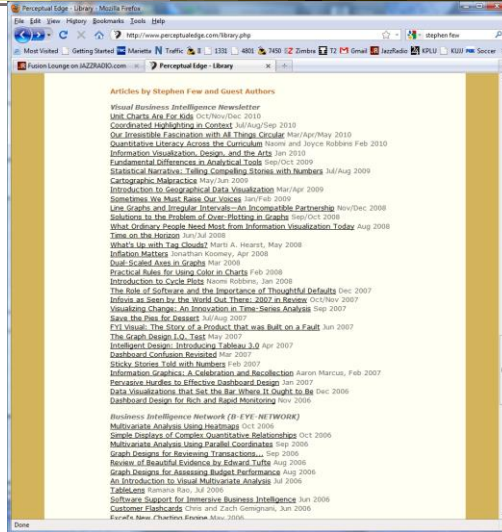 Perceptual Edge - Library - Mozilla Firefox
File Edit View History Bookmarks Tools Help
http://www.perceptualedge.com/library.php
stephen few
Most Visited Getting Started Marietta Traffic 8 1331 4801 7450 Zimbra T2 Gmail JazzRadio KPLU KUU Soccer
Fusion Lounge on JAZZRADIO.com Perceptual Edge - Library
Articles by Stephen Few and Guest Authors
Visual Business Intelligence Newsletter
Unit Charts Are For Kids Oct/Nov/Dec 2010
Coordinated Highlighting in Context Jul/Aug/Sep 2010
Our Irresistible Fascination with All Things Circular Mar/Apr/May 2010
Quantitative Literacy Across the Curriculum Naomi and Joyce Robbins Feb 2010
Information Visualization, Design, and the Arts Jan 2010
Fundamental Differences in Analytical Tools Sep/Oct 2009
Statistical Narrative: Telling Compelling Stories with Numbers Jul/Aug 2009
Cartographic Malpractice May/Jun 2009
Introduction to Geographical Data Visualization Mar/Apr 2009
Sometimes We Must Raise Our Voices Jan/Feb 2009
Line Graphs and Irregular Intervals—An Incompatible Partnership Nov/Dec 2008
Solutions to the Problem of Over-Plotting in Graphs Sep/Oct 2008
What Ordinary People Need Most from Information Visualization Today Aug 2008
Time on the Horizon Jun/Jul 2008
What's Up with Tag Clouds? Marti A. Hearst, May 2008
Inflation Matters Jonathan Koomey, Apr 2008
Dual-Scaled Axes in Graphs Mar 2008
Practical Rules for Using Color in Charts Feb 2008
Introduction to Cycle Plots Naomi Robbins, Jan 2008
The Role of Software and the Importance of Thoughtful Defaults Dec 2007
Infovis as Seen by the World Out There: 2007 in Review Oct/Nov 2007
Visualizing Change: An Innovation in Time-Series Analysis Sep 2007
Save the Pies for Dessert Jul/Aug 2007
FYI Visual: The Story of a Product that was Built on a Fault Jun 2007
The Graph Design I.Q. Test May 2007
Intelligent Design: Introducing Tableau 3.0 Apr 2007
Dashboard Confusion Revisited Mar 2007
Sticky Stories Told with Numbers Feb 2007
Information Graphics: A Celebration and Recollection Aaron Marcus, Feb 2007
Pervasive Hurdles to Effective Dashboard Design Jan 2007
Data Visualizations that Set the Bar Where It Ought to Be Dec 2006
Dashboard Design for Rich and Rapid Monitoring Nov 2006
Business Intelligence Network (B-EYE-NETWORK)
Multivariate Analysis Using Heatmaps Oct 2006
Simple Displays of Complex Quantitative Relationships Oct 2006
Multivariate Analysis Using Parallel Coordinates Sep 2006
Graph Designs for Reviewing Transactions... Sep 2006
Review of Beautiful Evidence by Edward Tufte Aug 2006
Graph Designs for Assessing Budget Performance Aug 2006
An Introduction to Visual Multivariate Analysis Jul 2006
TableLens Ramana Rao, Jul 2006
Software Support for Immersive Business Intelligence Jun 2006
Customer Flashcards Chris and Zach Gemignani, Jun 2006
Excel's New Charting Engine May 2006
Done